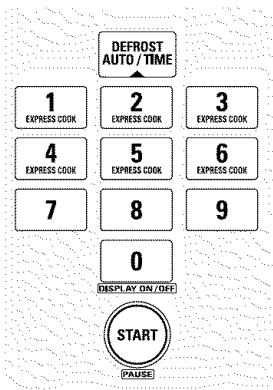 DEFROST
AUTO / TIME
1 2 3
EXPRESS COOK EXPRESS COOK EXPRESS COOK
4 5 6
EXPRESS COOK EXPRESS COOK EXPRESS COOK
7 8 9
0
DISPLAY ON/OFF
START
PAUSE